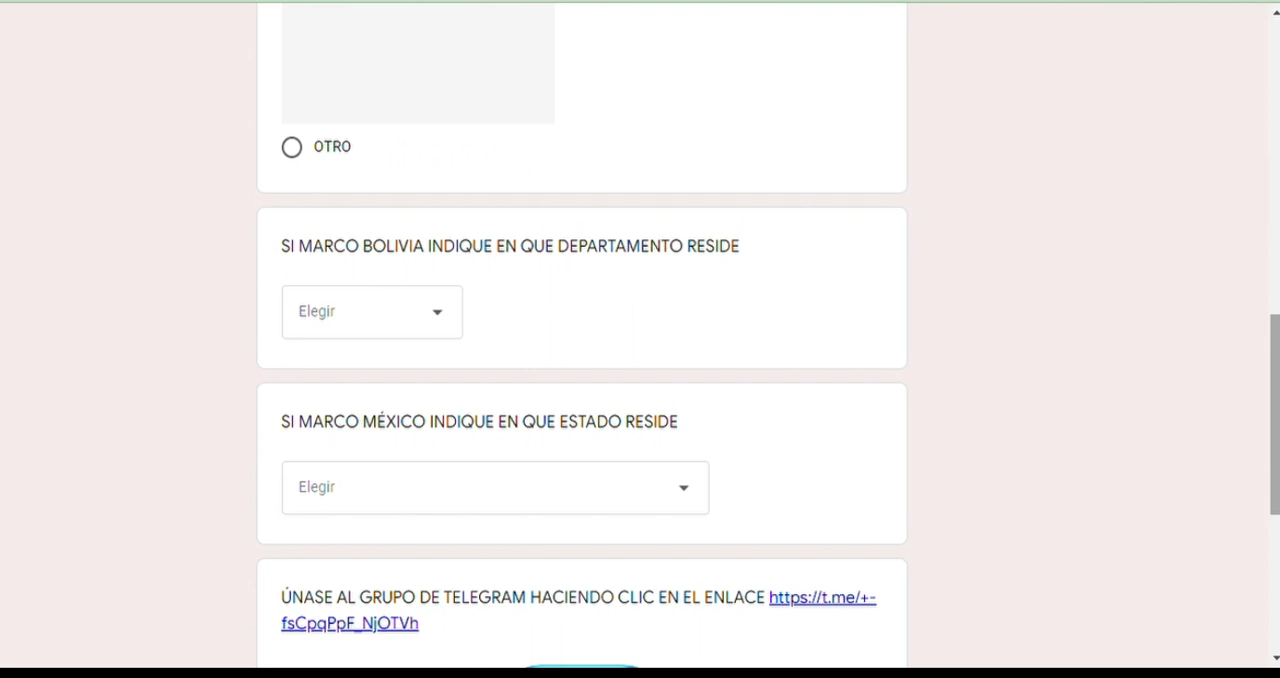 OTRO
SI MARCO BOLIVIA INDIQUE EN QUE DEPARTAMENTO RESIDE
Elegir
SI MARCO MÉXICO INDIQUE EN QUE ESTADO RESIDE
Elegir
ÚNASE AL GRUPO DE TELEGRAM HACIENDO CLIC EN EL ENLACE https://t.me/+-
fsCpqPpF_NjOTVh